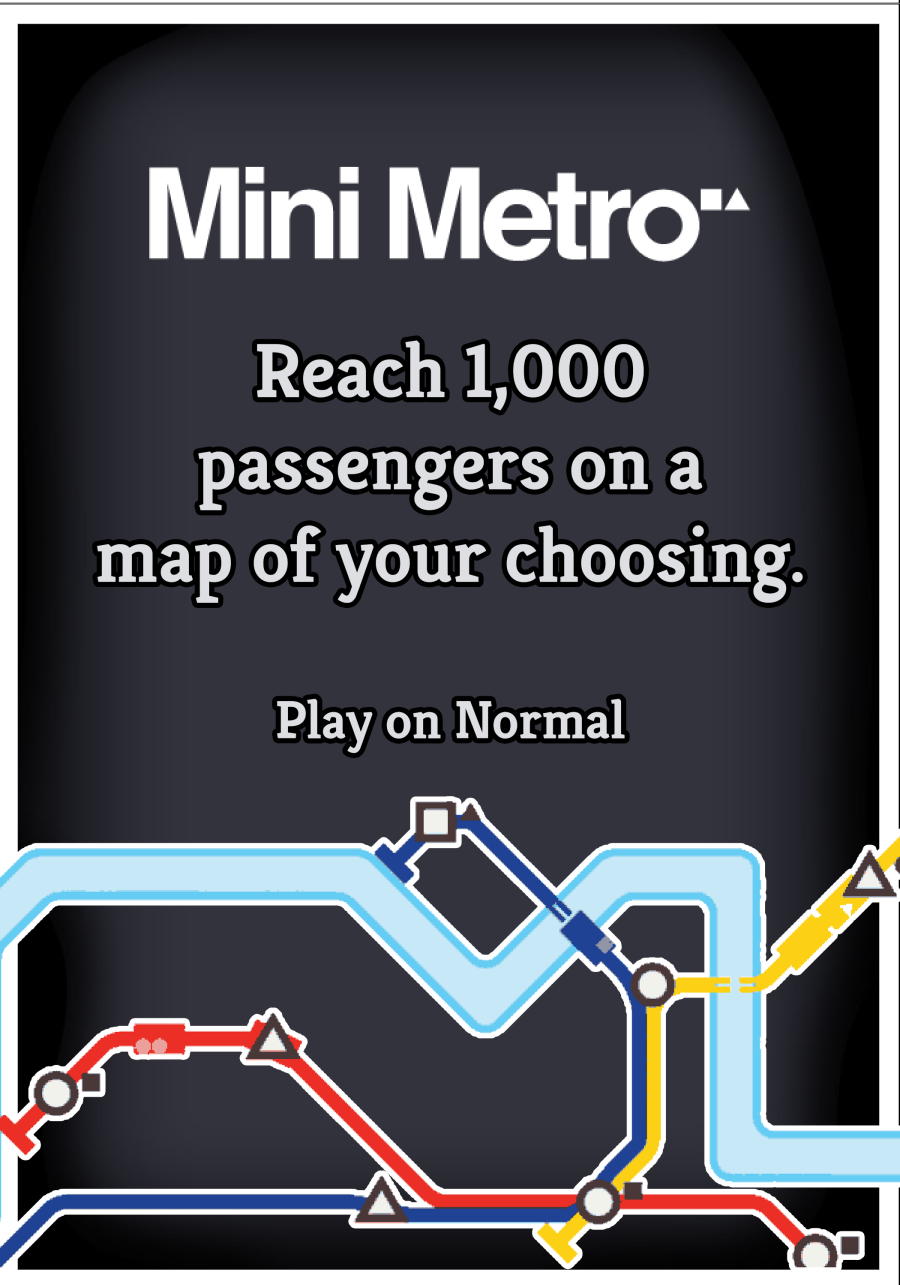 Mini Metro
Reach 1,000
passengers on a
map of your choosing.
Play on Normal